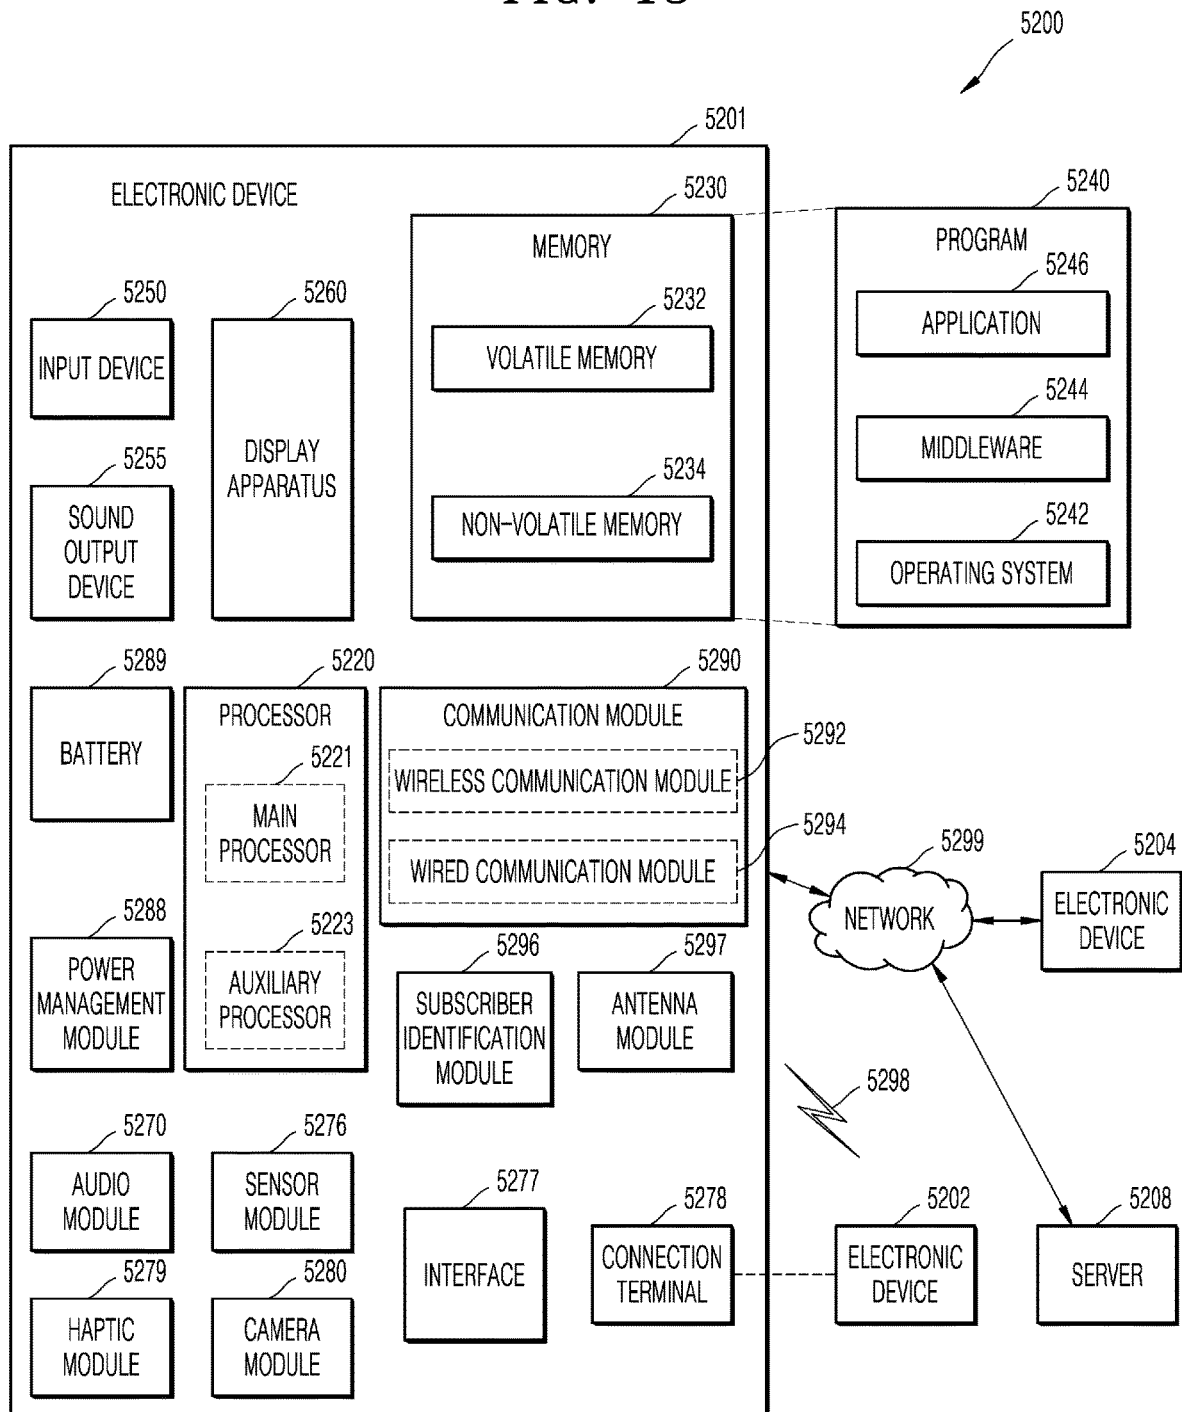 FIG.
5200
5201
ELECTRONIC DEVICE
5230
MEMORY
5232
VOLATILE MEMORY
5234
NON-VOLATILE MEMORY
5240
PROGRAM
5246
APPLICATION
5244
MIDDLEWARE
5242
OPERATING SYSTEM
5250
INPUT DEVICE
5260
DISPLAY
APPARATUS
5255
SOUND
OUTPUT
DEVICE
5289
BATTERY
5220
PROCESSOR
5221
MAIN
PROCESSOR
5223
AUXILIARY
PROCESSOR
5290
COMMUNICATION MODULE
5292
WIRELESS COMMUNICATION MODULE
5294
WIRED COMMUNICATION MODULE
5299
NETWORK
5204
ELECTRONIC
DEVICE
5288
POWER
MANAGEMENT
MODULE
5296
SUBSCRIBER
IDENTIFICATION
MODULE
5297
ANTENNA
MODULE
5298
5270
AUDIO
MODULE
5276
SENSOR
MODULE
5277
INTERFACE
5278
CONNECTION
TERMINAL
5202
ELECTRONIC
DEVICE
5208
SERVER
5279
HAPTIC
MODULE
5280
CAMERA
MODULE